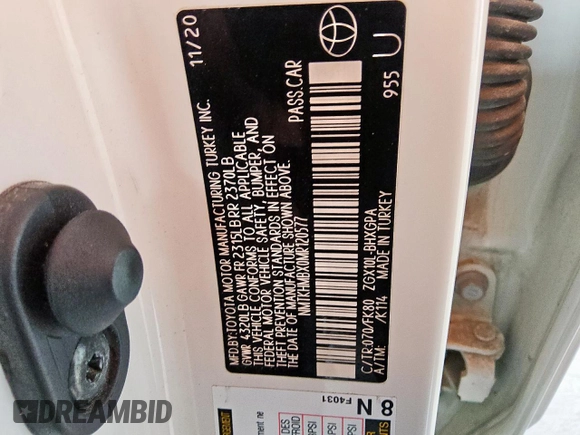 MFD.BY:TOYOTA MOTOR MANUFACTURING TURKEY INC. 11/20
GVWR 4320LB GAWR FR 2315LB RR 2370LB
THIS VEHICLE CONFORMS TO ALL APPLICABLE
FEDERAL MOTOR VEHICLE SAFETY, BUMPER, AND
THEFT PREVENTION STANDARDS IN EFFECT ON
THE DATE OF MANUFACTURE SHOWN ABOVE.
NMTKHMBX0MR120577 PASS.CAR
C/TR:070/FK80 ZGX10L-BHXGPA 955 U
A/TM: /K114 MADE IN TURKEY
8 N
F4031
DREAMBID